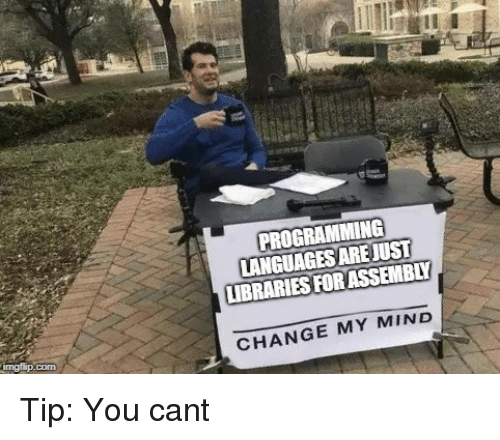 PROGRAMMING
LANGUAGES ARE JUST
LIBRARIES FOR ASSEMBLY
CHANGE MY MIND
imgflip.com
Tip: You cant